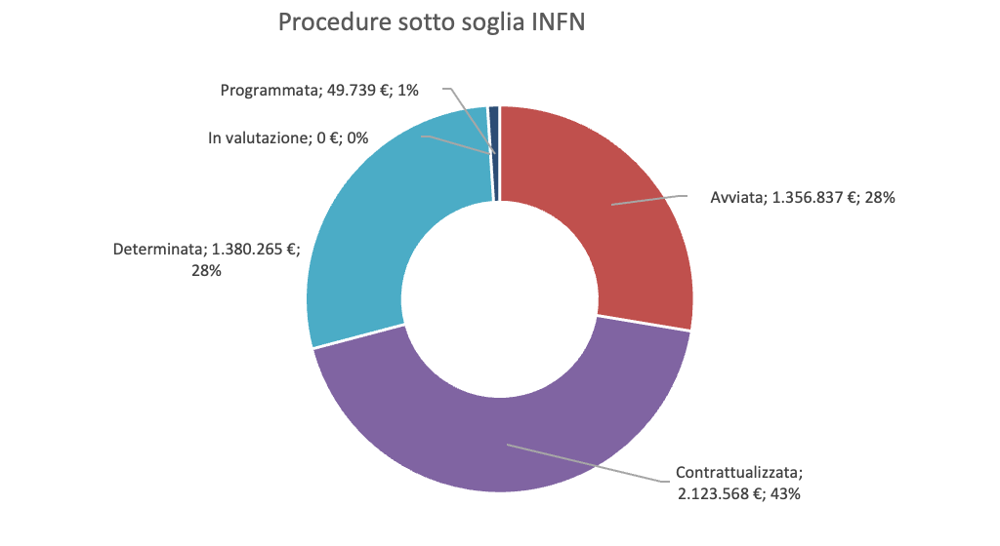 Procedure sotto soglia INFN
Programmata; 49.739 €; 1%
In valutazione; 0 €; 0%
Avviata; 1.356.837 €; 28%
Determinata; 1.380.265 €;
28%
Contrattualizzata;
2.123.568 €; 43%